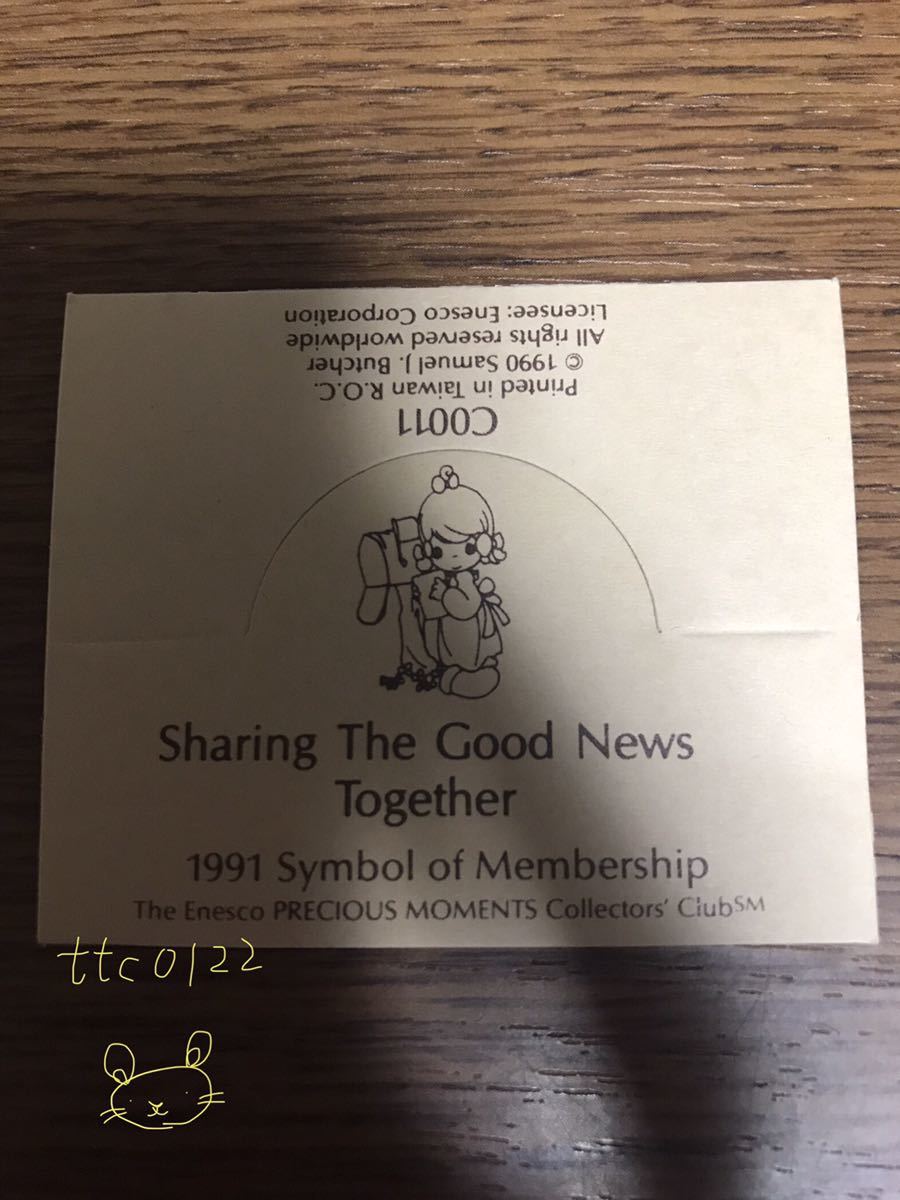 C0011
Printed in Taiwan R.O.C.
© 1990 Samuel J. Butcher
All rights reserved worldwide
Licensee: Enesco Corporation
Sharing The Good News
Together
1991 Symbol of Membership
The Enesco PRECIOUS MOMENTS Collectors' Club℠
ttc0122